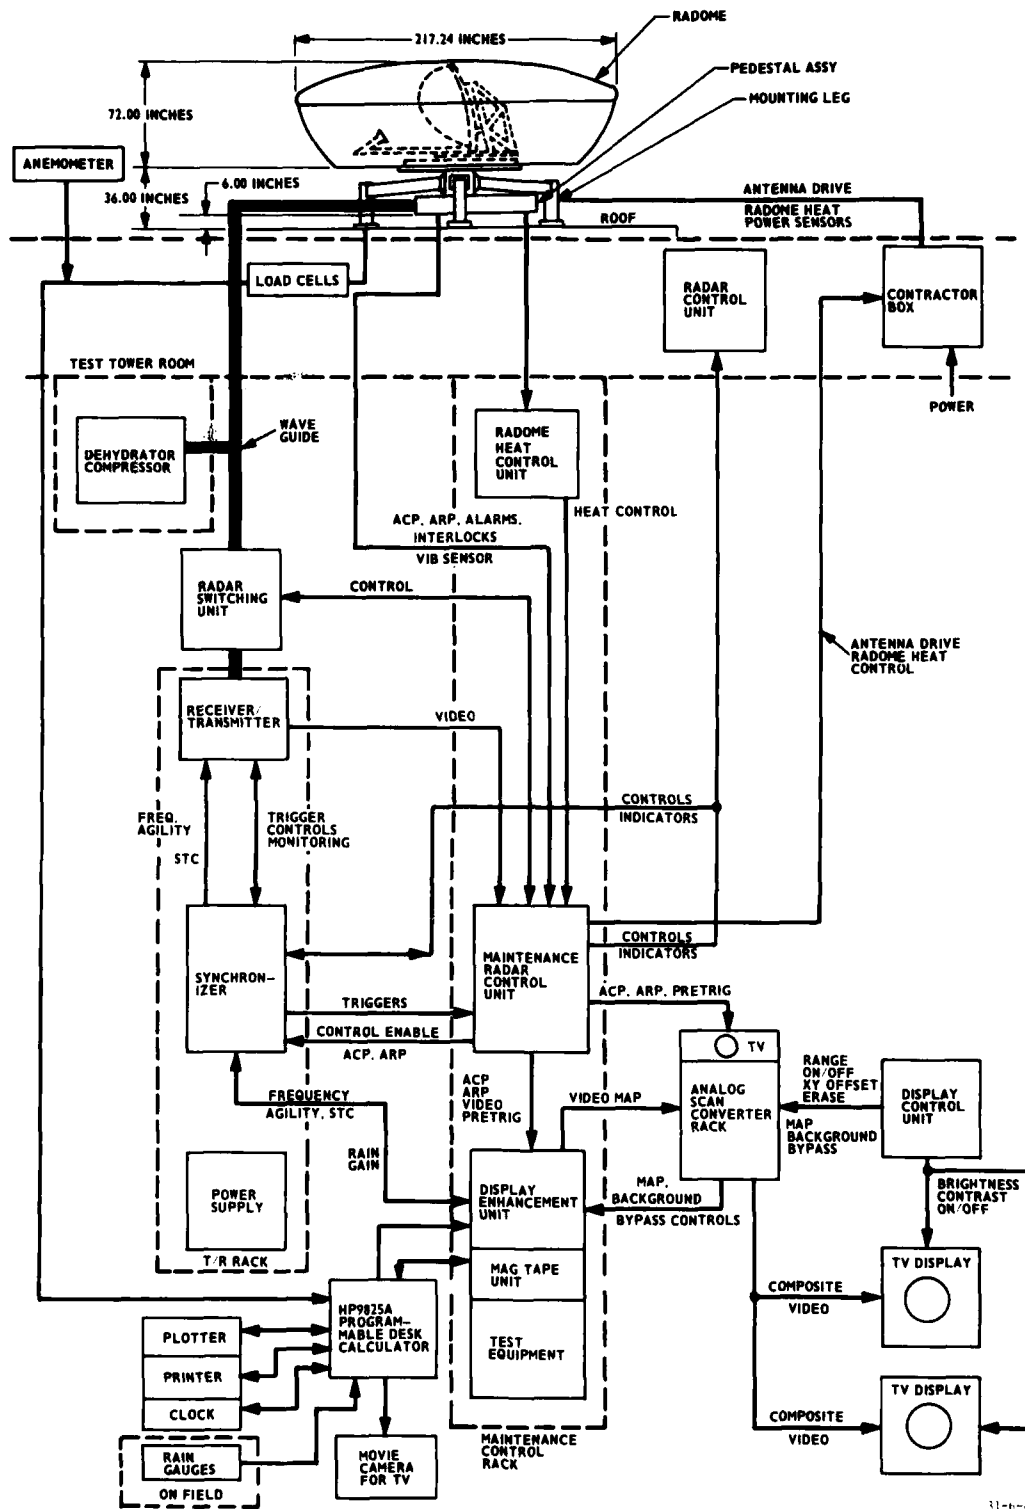 RADOME
217.24 INCHES
PEDESTAL ASSY
MOUNTING LEG
72.00 INCHES
ANEMOMETER
6.00 INCHES
36.00 INCHES
ANTENNA DRIVE
RADOME HEAT
POWER SENSORS
ROOF
LOAD CELLS
RADAR
CONTROL
UNIT
CONTRACTOR
BOX
TEST TOWER ROOM
POWER
WAVE
GUIDE
DEHYDRATOR
COMPRESSOR
RADOME
HEAT
CONTROL
UNIT
HEAT CONTROL
ACP, ARP, ALARMS,
INTERLOCKS
VIB SENSOR
RADAR
SWITCHING
UNIT
CONTROL
ANTENNA DRIVE
RADOME HEAT
CONTROL
RECEIVER/
TRANSMITTER
VIDEO
FREQ.
AGILITY
STC
TRIGGER
CONTROLS
MONITORING
CONTROLS
INDICATORS
SYNCHRON-
IZER
MAINTENANCE
RADAR
CONTROL
UNIT
CONTROLS
INDICATORS
TRIGGERS
ACP, ARP, PRETRIG
CONTROL ENABLE
ACP, ARP
TV
ANALOG
SCAN
CONVERTER
RACK
RANGE
ON/OFF
XY OFFSET
ERASE
DISPLAY
CONTROL
UNIT
MAP
BACKGROUND
BYPASS
FREQUENCY
AGILITY, STC
ACP
ARP
VIDEO
PRETRIG
VIDEO MAP
RAIN
GAIN
POWER
SUPPLY
T/R RACK
DISPLAY
ENHANCEMENT
UNIT
MAP,
BACKGROUND
BYPASS CONTROLS
BRIGHTNESS
CONTRAST
ON/OFF
MAG TAPE
UNIT
TEST
EQUIPMENT
TV DISPLAY
COMPOSITE
VIDEO
HP9825A
PROGRAM-
MABLE DESK
CALCULATOR
PLOTTER
PRINTER
CLOCK
TV DISPLAY
COMPOSITE
VIDEO
RAIN
GAUGES
ON FIELD
MOVIE
CAMERA
FOR TV
MAINTENANCE
CONTROL
RACK